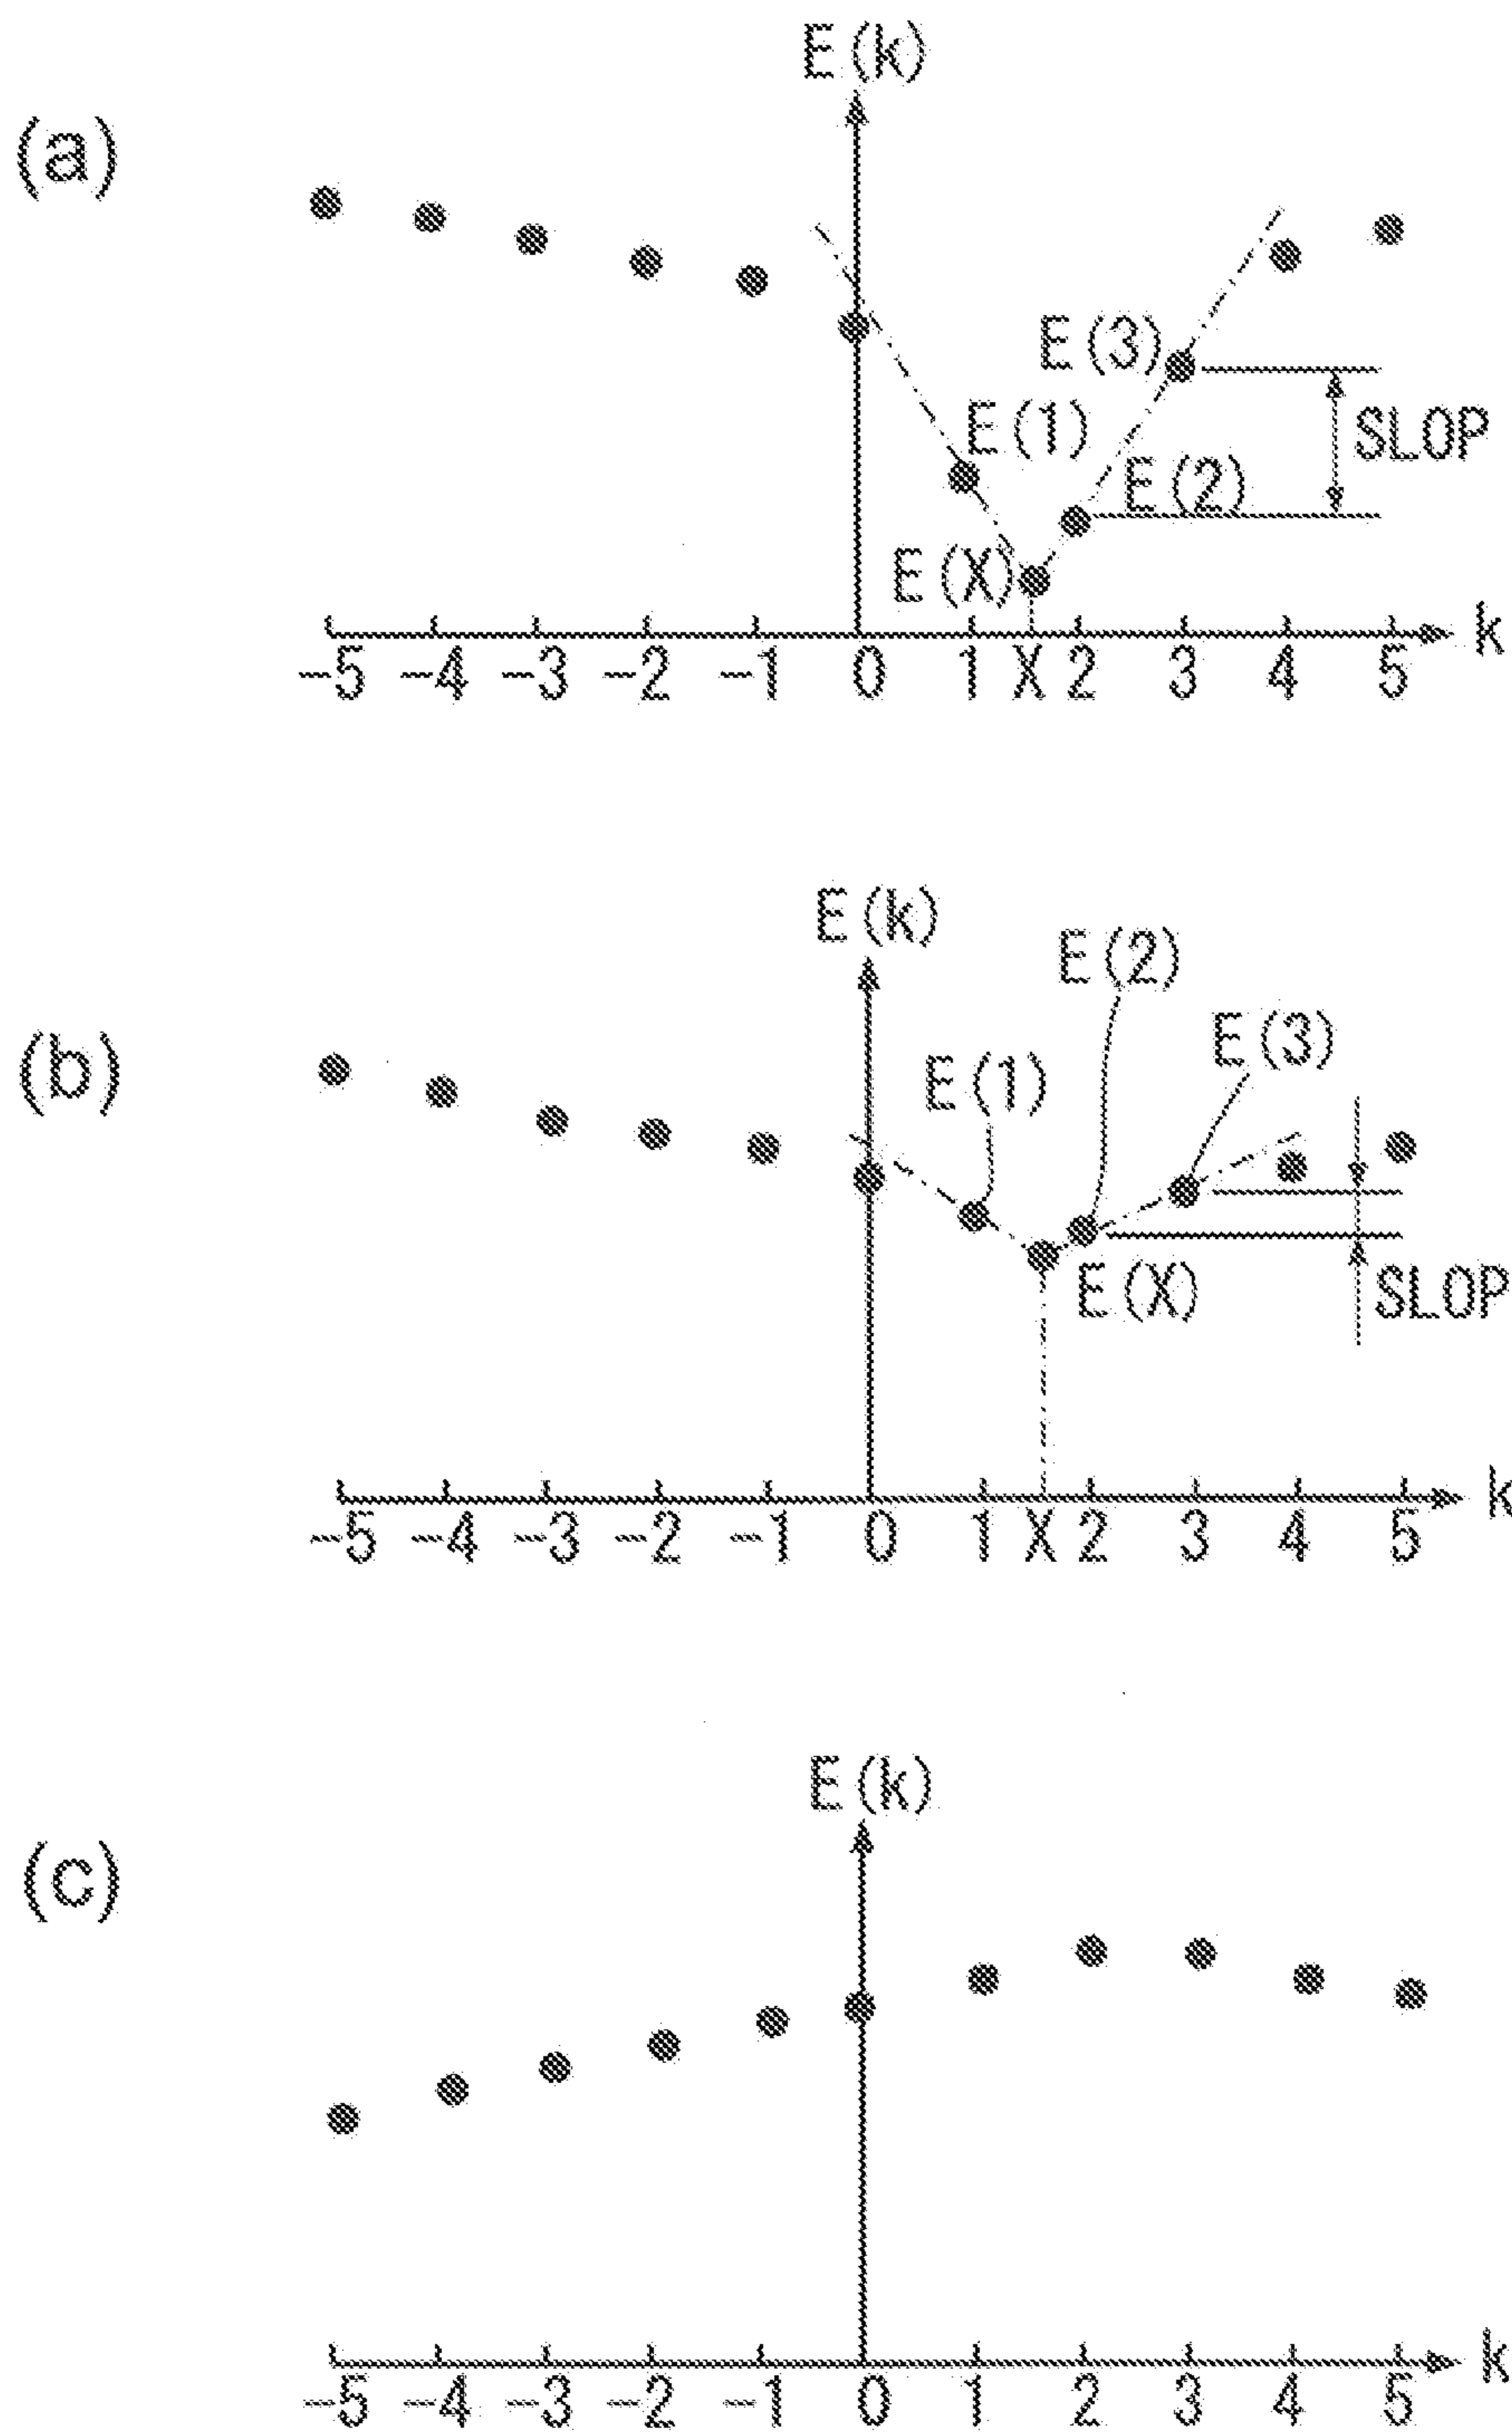 (a)
E(k)
E(3)
E(1)
SLOP
E(2)
E(X)
k
-5 -4 -3 -2 -1 0 1 X 2 3 4 5
(b)
E(k)
E(2)
E(3)
E(1)
E(X)
SLOP
k
-5 -4 -3 -2 -1 0 1 X 2 3 4 5
(c)
E(k)
k
-5 -4 -3 -2 -1 0 1 2 3 4 5